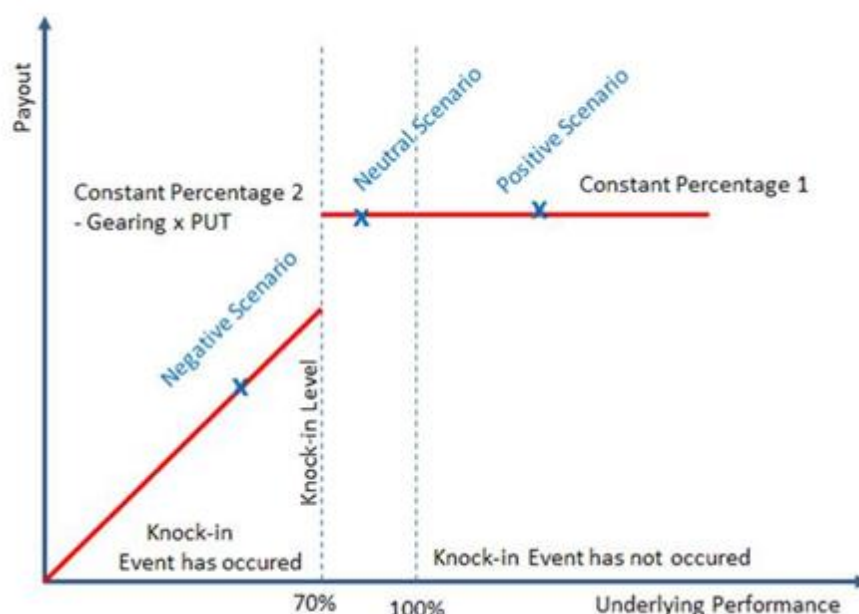 Payout
Neutral Scenario
Positive Scenario
Constant Percentage 2
- Gearing x PUT
Constant Percentage 1
Negative Scenario
Knock-in Level
Knock-in
Event has occured
Knock-in Event has not occured
70%
100%
Underlying Performance